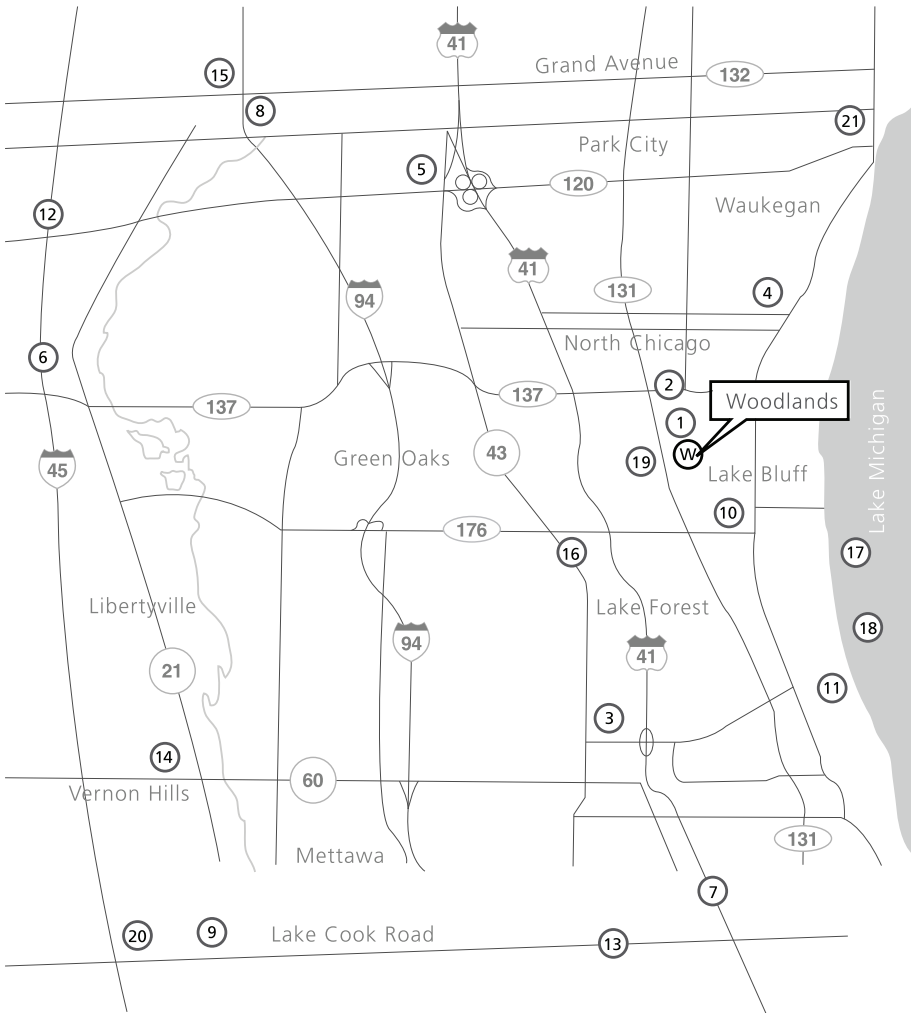 41
Grand Avenue
132
15
8
21
Park City
5
120
12
Waukegan
41
94
131
4
North Chicago
6
2
137
137
Woodlands
1
Lake Michigan
43
Green Oaks
W
19
45
Lake Bluff
10
176
16
17
Libertyville
Lake Forest
18
94
41
21
11
3
14
60
Vernon Hills
131
Mettawa
7
20
9
Lake Cook Road
13